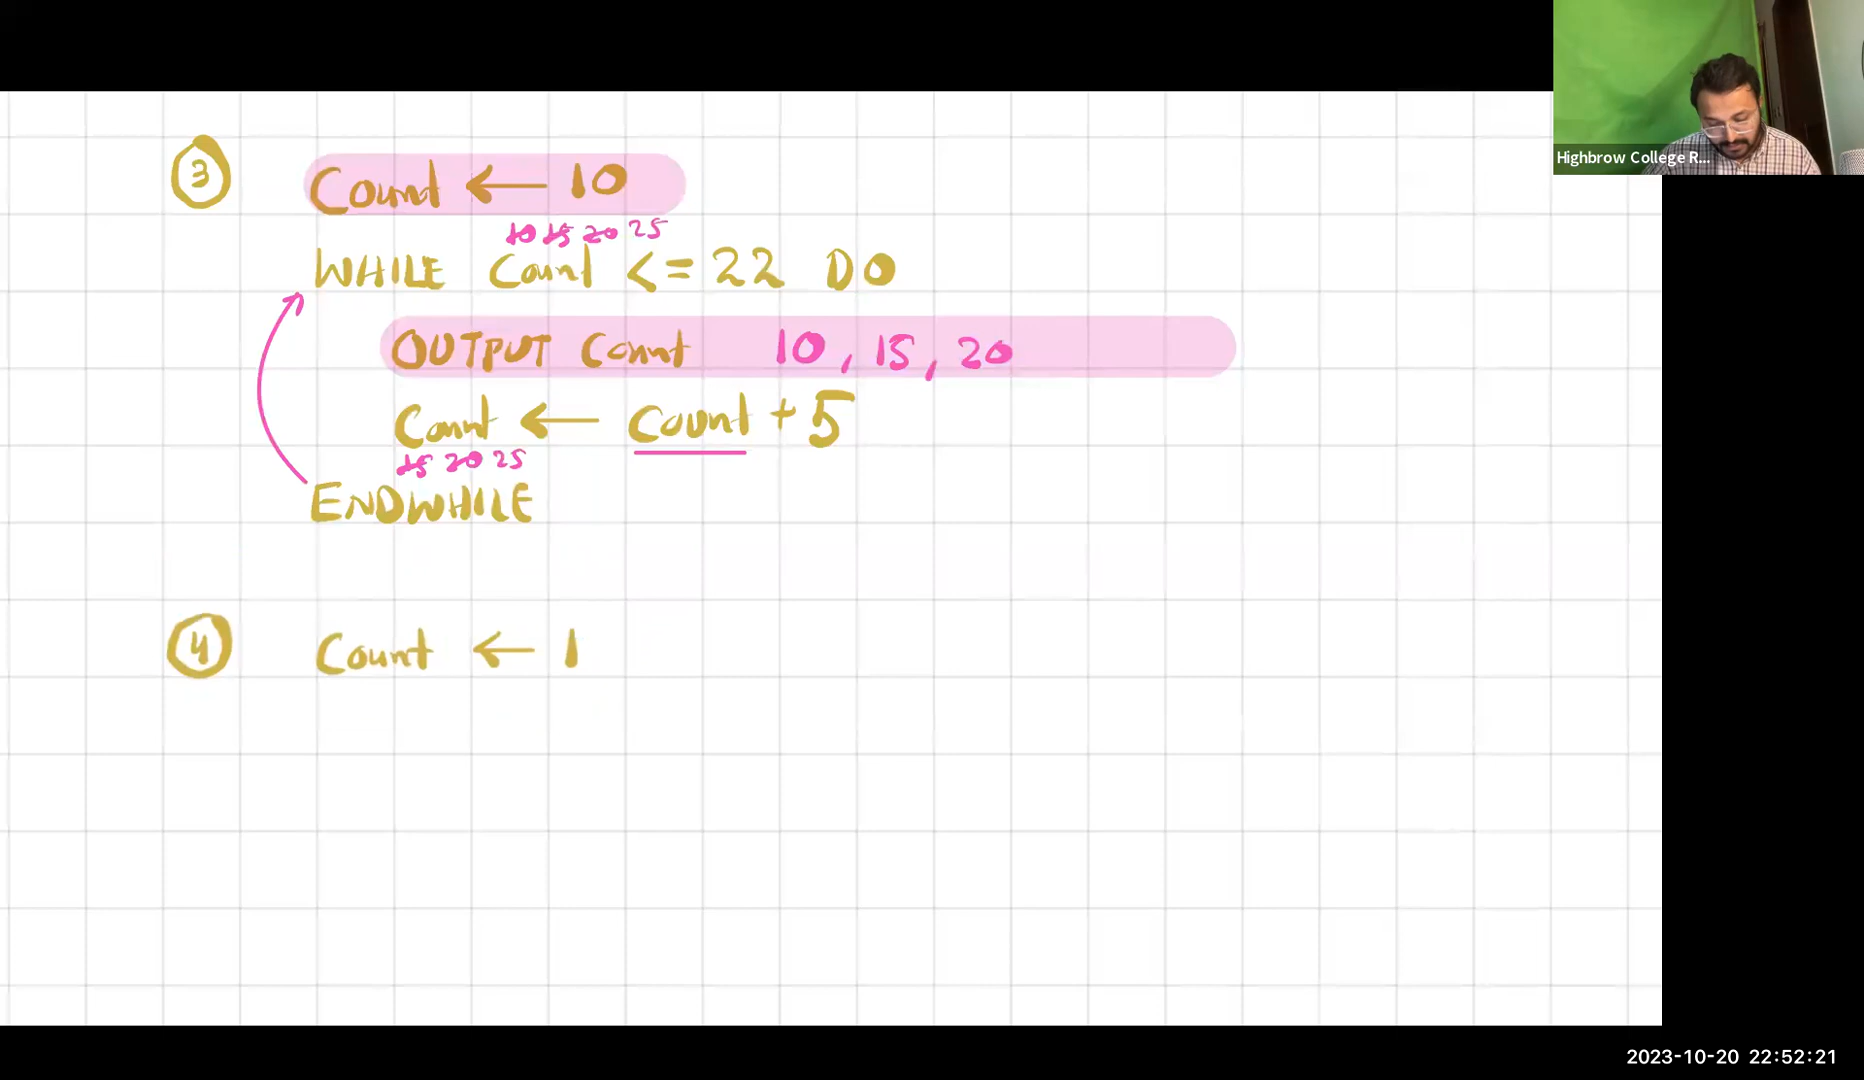 Highbrow College R...
③ Count ← 10
10 15 20 25
WHILE Count <= 22 DO
OUTPUT Count 10, 15, 20
Count ← Count + 5
15 20 25
ENDWHILE
④ Count ← 1
2023-10-20 22:52:21